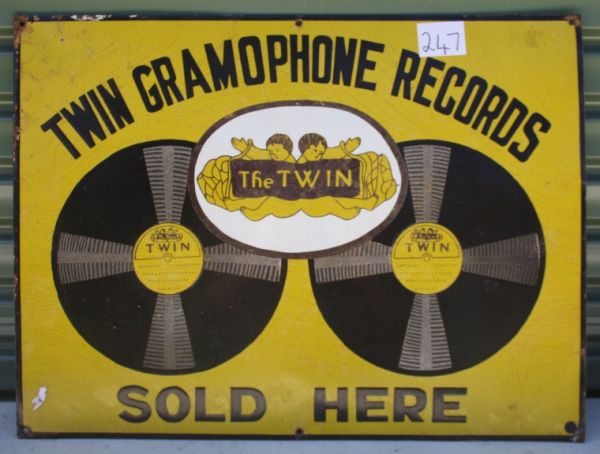 247
TWIN GRAMOPHONE RECORDS
The TWIN
TWIN
TWIN
SOLD HERE